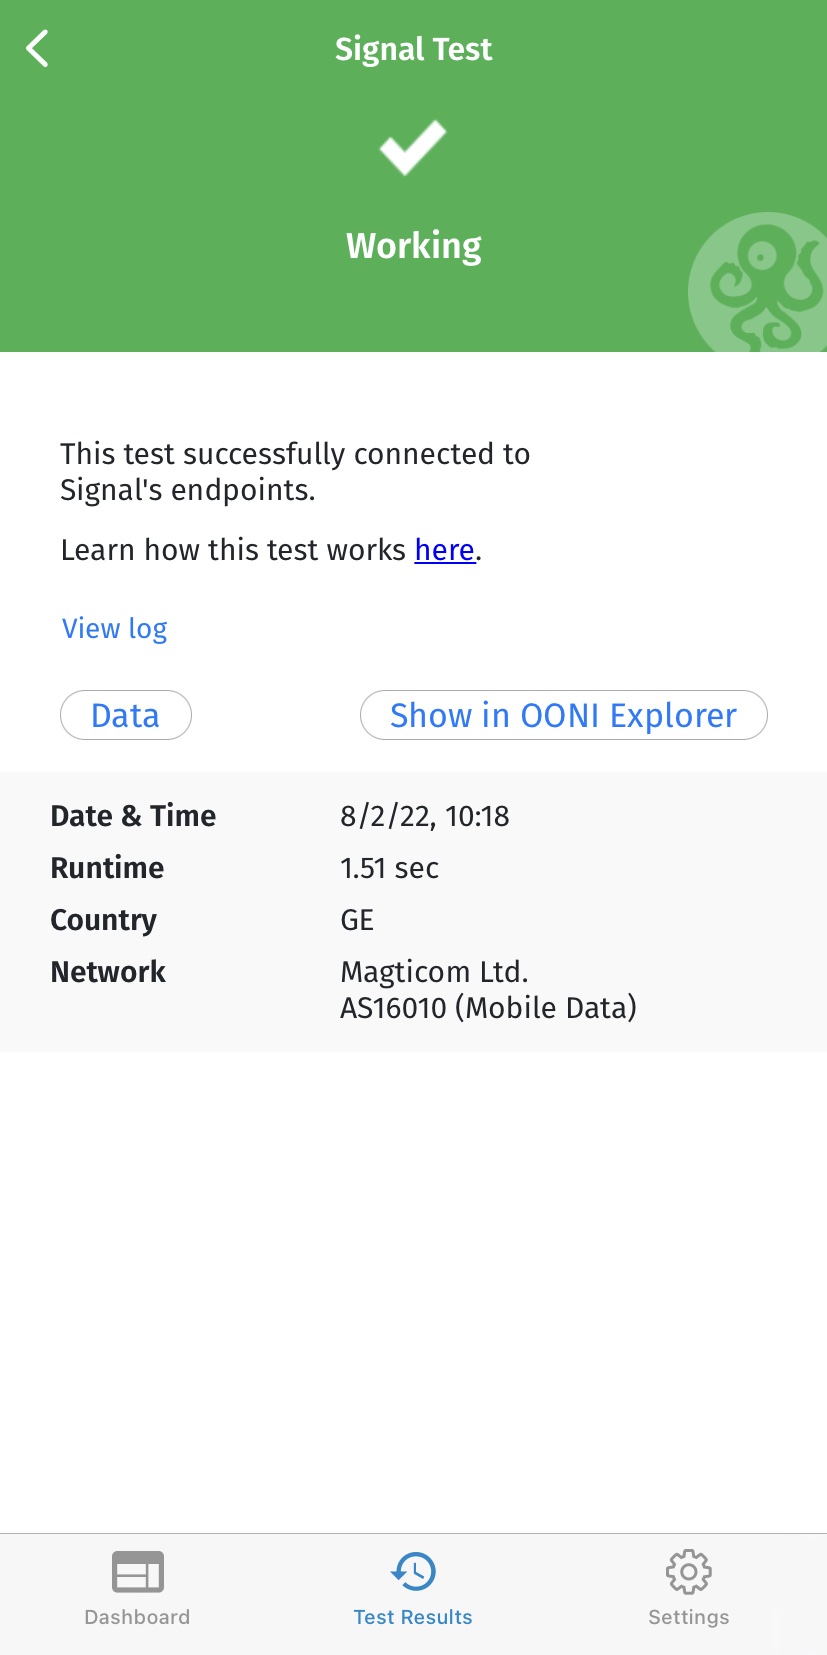 Signal Test
Working
This test successfully connected to
Signal's endpoints.
Learn how this test works here.
View log
Data
Show in OONI Explorer
Date & Time 8/2/22, 10:18
Runtime 1.51 sec
Country GE
Network Magticom Ltd.
AS16010 (Mobile Data)
Dashboard
Test Results
Settings